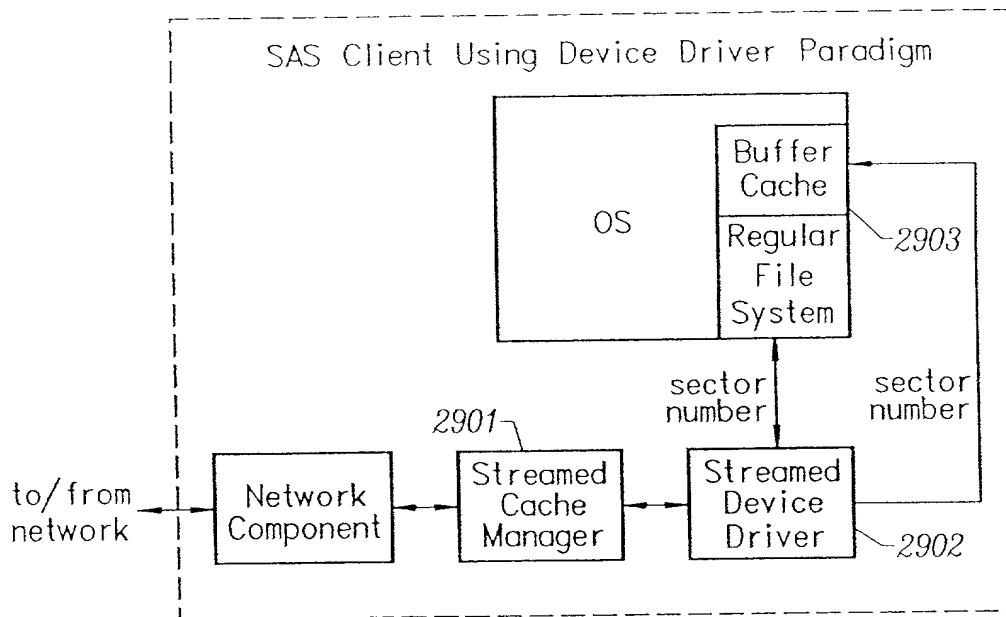 SAS Client Using Device Driver Paradigm
Buffer
Cache
OS
2903
Regular
File
System
sector
number
sector
number
2901
to/from
network
Network
Component
Streamed
Cache
Manager
Streamed
Device
Driver
2902